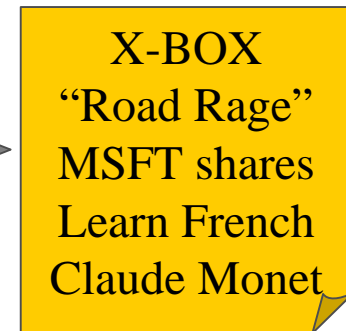 X-BOX
“Road Rage”
MSFT shares
Learn French
Claude Monet